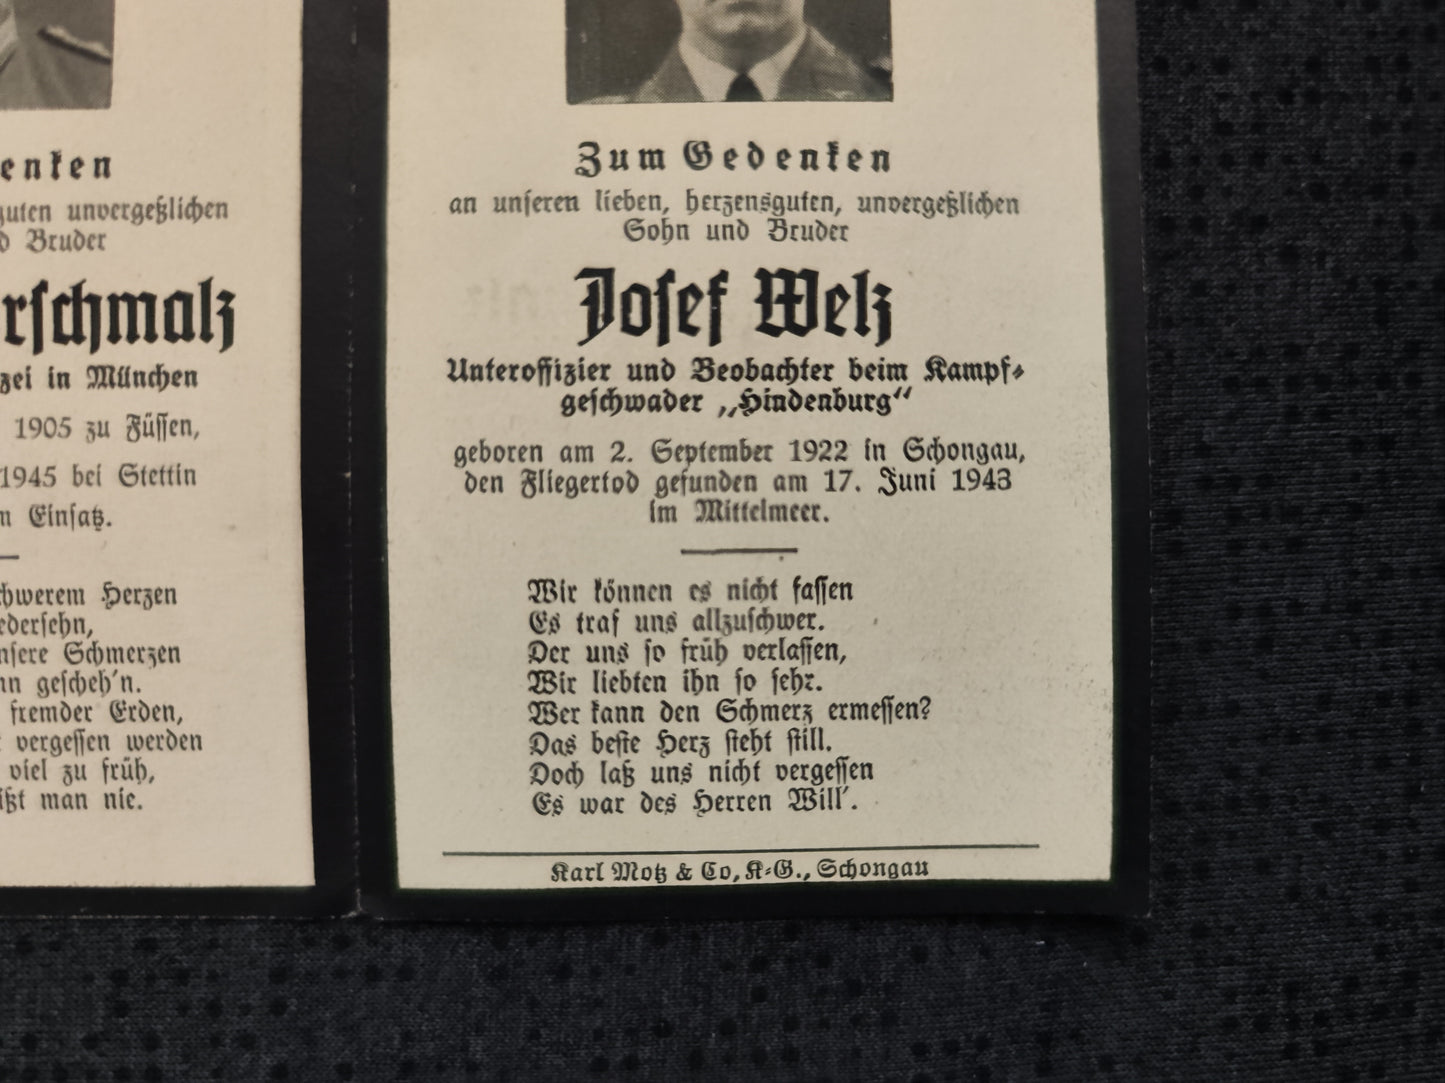 enken
guten unvergeßlichen
d Bruder
rschmalz
zei in München
1905 zu Füssen,
1945 bei Stettin
n Einsatz.
chwerem Herzen
edersehn,
nsere Schmerzen
nn gescheh'n.
fremder Erden,
t vergessen werden
viel zu früh,
ißt man nie.
Zum Gedenken
an unseren lieben, herzensguten, unvergeßlichen
Sohn und Bruder
Josef Welz
Unteroffizier und Beobachter beim Kampf-
geschwader „Hindenburg“
geboren am 2. September 1922 in Schongau,
den Fliegertod gefunden am 17. Juni 1943
im Mittelmeer.
Wir können es nicht fassen
Es traf uns allzuschwer.
Der uns so früh verlassen,
Wir liebten ihn so sehr.
Wer kann den Schmerz ermessen?
Das beste Herz steht still.
Doch laß uns nicht vergessen
Es war des Herren Will'.
Karl Motz & Co, K-G., Schongau